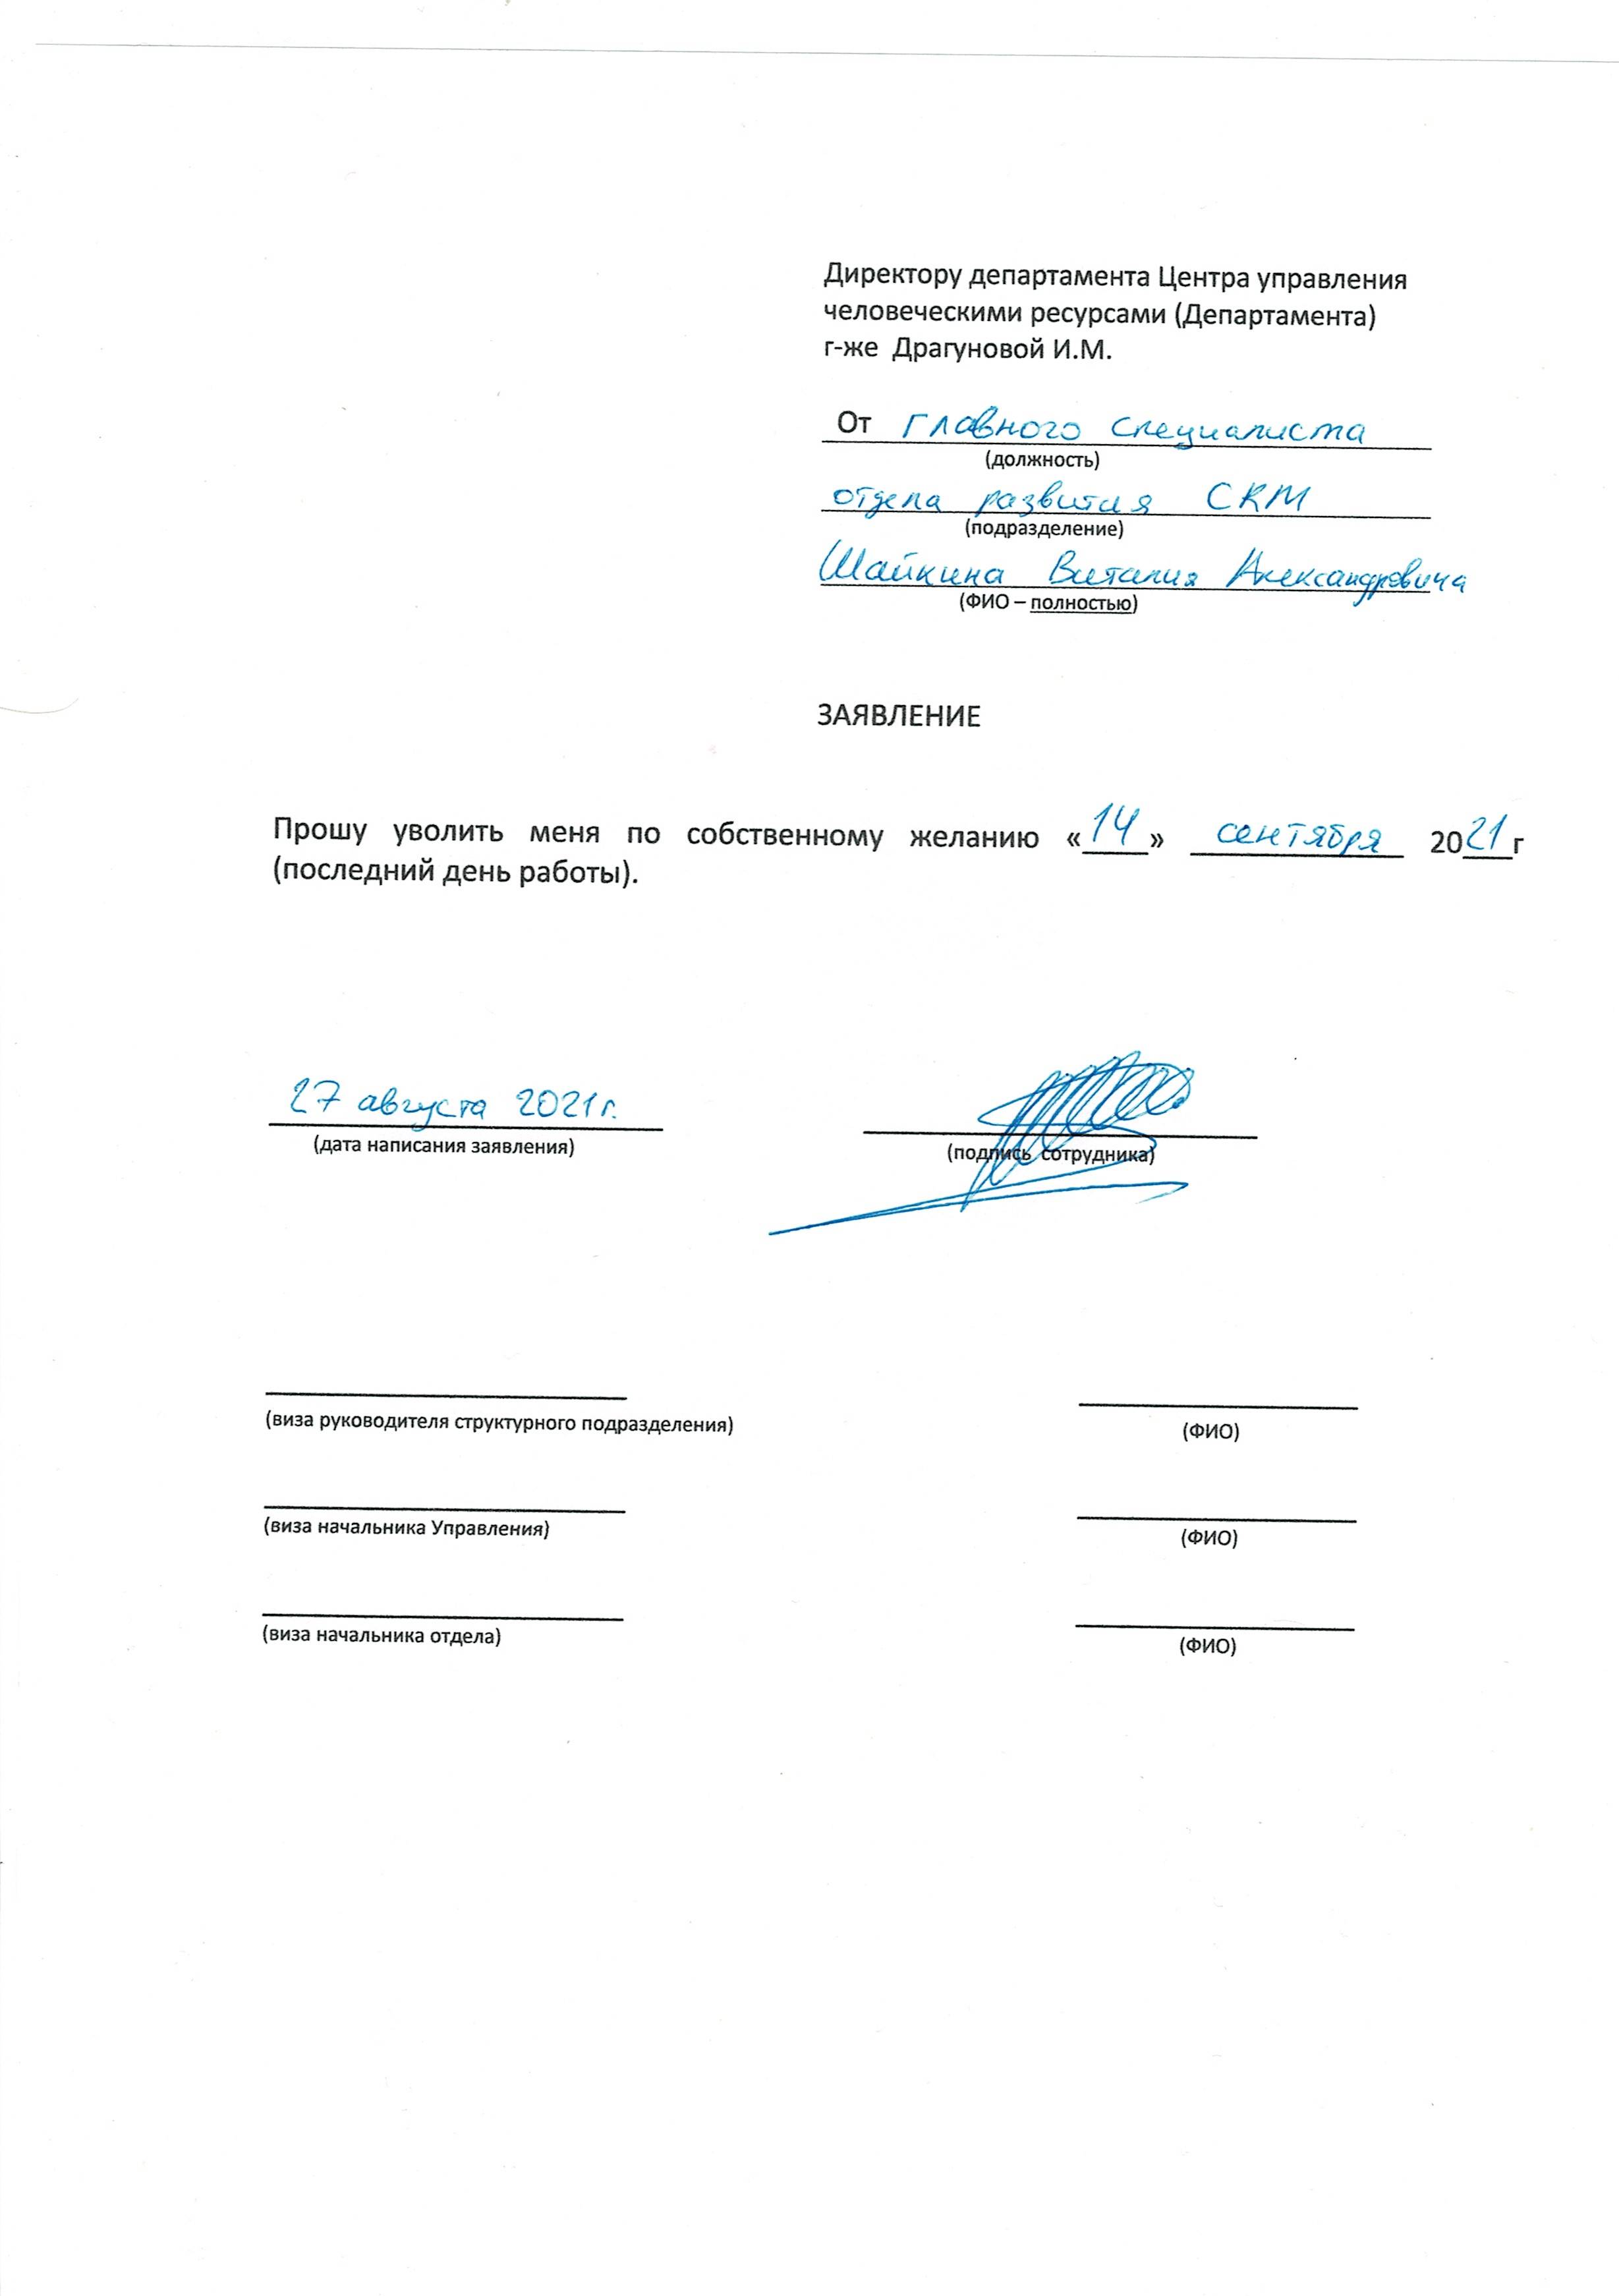 Директору департамента Центра управления
человеческими ресурсами (Департамента)
г-же Драгуновой И.М.
От главного специалиста
(должность)
отдела развития СКМ
(подразделение)
Шайкина Виталия Александровича
(ФИО – полностью)
ЗАЯВЛЕНИЕ
Прошу уволить меня по собственному желанию «14» сентября 2021г
(последний день работы).
27 августа 2021г.
(дата написания заявления) (подпись сотрудника)
(виза руководителя структурного подразделения) (ФИО)
(виза начальника Управления) (ФИО)
(виза начальника отдела) (ФИО)